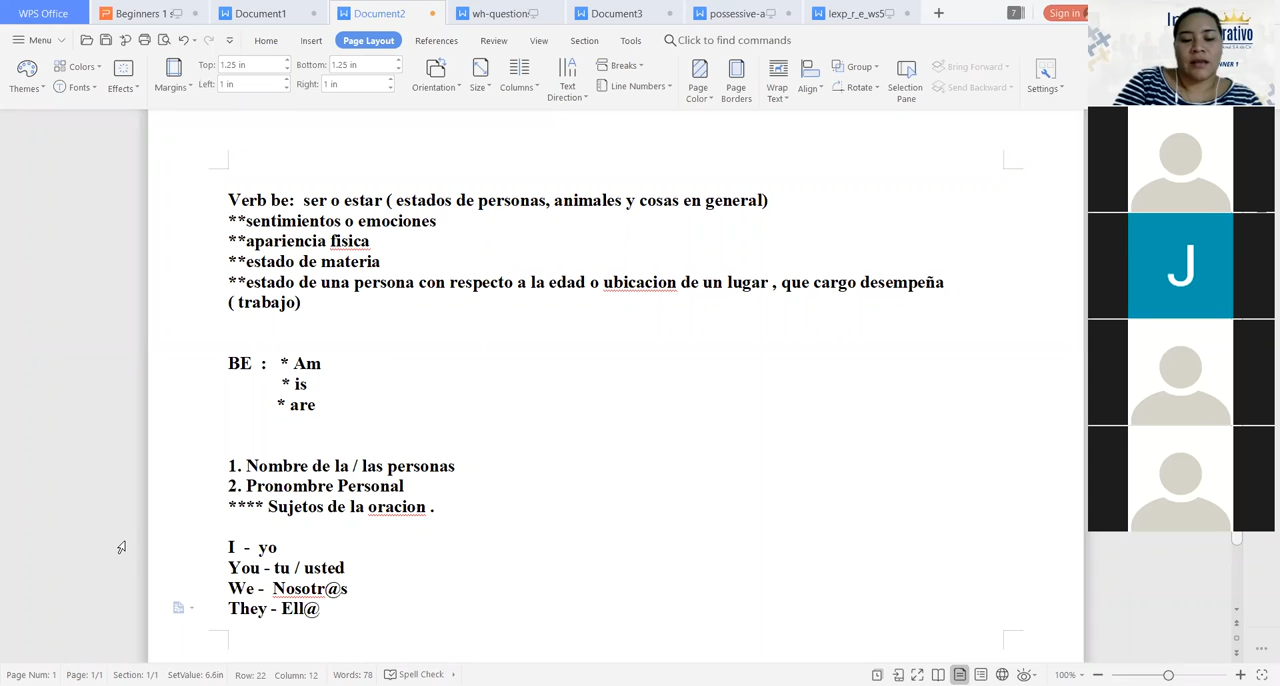 WPS Office
Beginners 1 s
Document1
Document2
wh-question
Document3
possessive-a
lexp_r_e_ws5
7
Sign in
Menu
Home
Insert
Page Layout
References
Review
View
Section
Tools
Click to find commands
Themes
Colors
Fonts
Effects
Margins
Top: 1.25 in
Bottom: 1.25 in
Left: 1 in
Right: 1 in
Orientation
Size
Columns
Text Direction
Breaks
Line Numbers
Page Color
Page Borders
Wrap Text
Align
Group
Rotate
Selection Pane
Bring Forward
Send Backward
Settings
Verb be: ser o estar ( estados de personas, animales y cosas en general)
**sentimientos o emociones
**apariencia fisica
**estado de materia
**estado de una persona con respecto a la edad o ubicacion de un lugar , que cargo desempeña
( trabajo)
BE : * Am
* is
* are
1. Nombre de la / las personas
2. Pronombre Personal
**** Sujetos de la oracion .
I - yo
You - tu / usted
We - Nosotr@s
They - Ell@
J
Page Num: 1
Page: 1/1
Section: 1/1
SetValue: 6.6in
Row: 22
Column: 12
Words: 78
Spell Check
100%